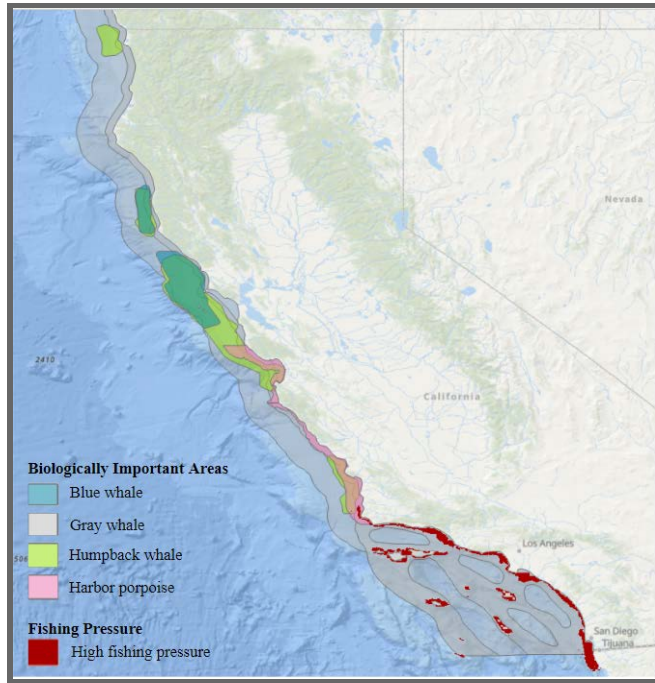 Nevada
2410
California
Biologically Important Areas
Blue whale
Gray whale
Humpback whale
Harbor porpoise
Los Angeles
Fishing Pressure
High fishing pressure
San Diego
Tijuana